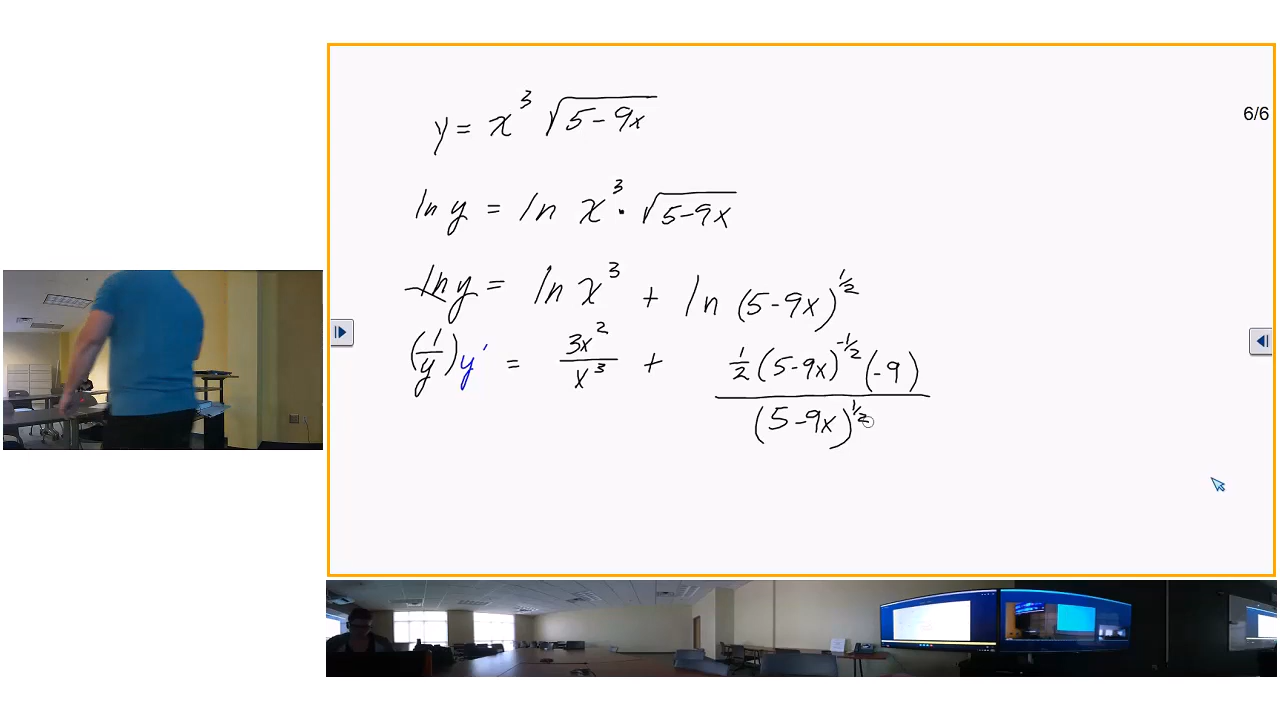 y = x³ √(5-9x)
6/6
ln y = ln x³ · √(5-9x)
ln y = ln x³ + ln (5-9x)^½
(1/y) y' = 3x²/x³ + ½(5-9x)^-½ (-9) / (5-9x)^½